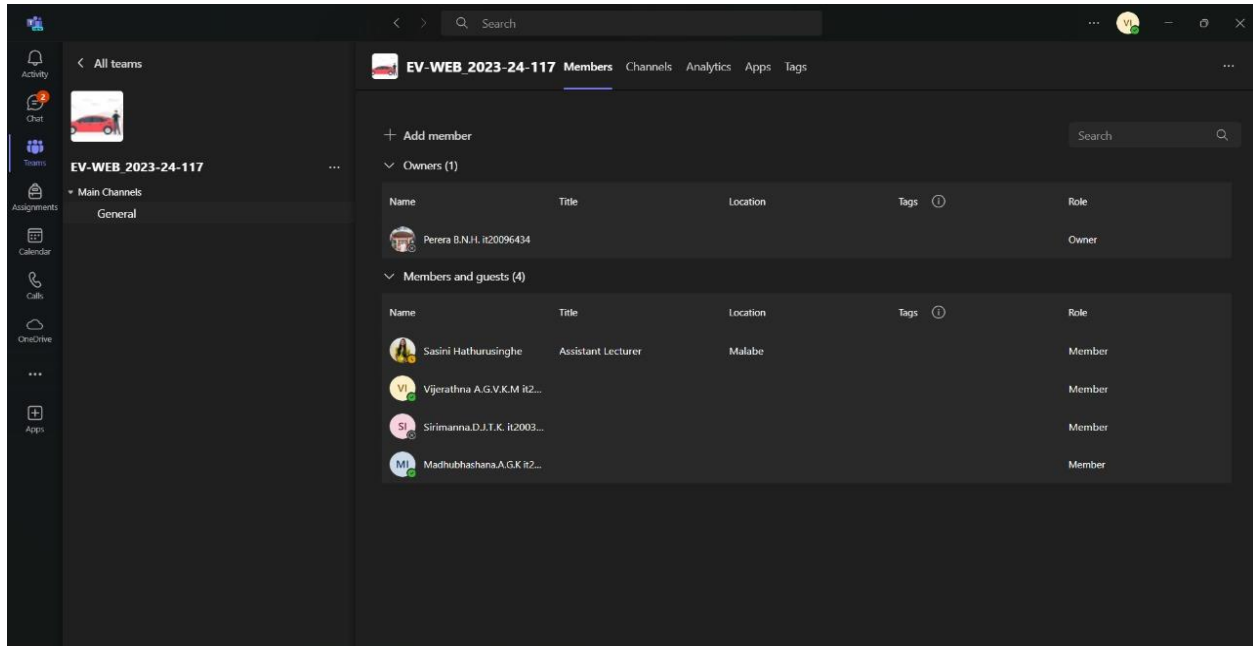 Search
VI
Activity
2
Chat
Teams
Assignments
Calendar
Calls
OneDrive
Apps
All teams
EV-WEB_2023-24-117
Main Channels
General
EV-WEB_2023-24-117 Members Channels Analytics Apps Tags
Add member
Search
Owners (1)
Name Title Location Tags Role
Perera B.N.H. it20096434 Owner
Members and guests (4)
Name Title Location Tags Role
Sasini Hathurusinghe Assistant Lecturer Malabe Member
VI Vijerathna A.G.V.K.M it2... Member
SI Sirimanna.D.J.T.K. it2003... Member
MI Madhubhashana.A.G.K it2... Member